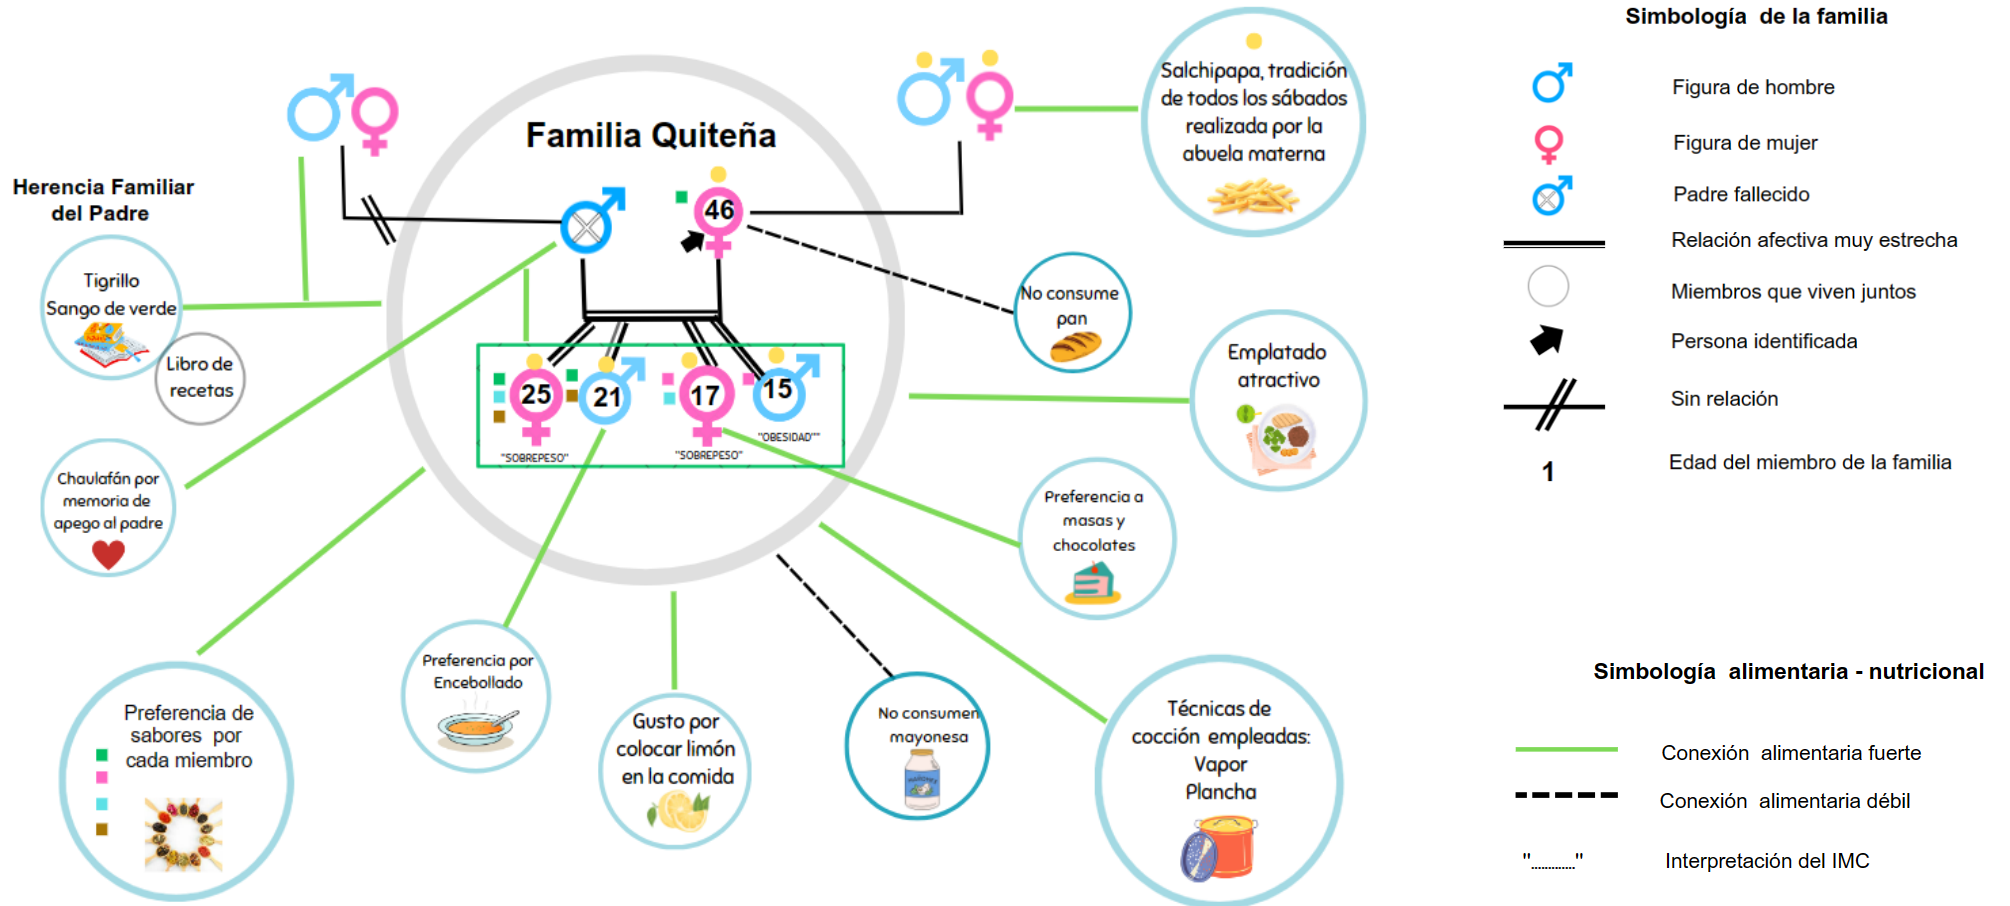 Familia Quiteña
46
25
21
17
15
"SOBREPESO"
"SOBREPESO"
"OBESIDAD""
Herencia Familiar
del Padre
Tigrillo
Sango de verde
Libro de
recetas
Chaulafán por
memoria de
apego al padre
Preferencia de
sabores por
cada miembro
Preferencia por
Encebollado
Gusto por
colocar limón
en la comida
No consumen
mayonesa
Técnicas de
cocción empleadas:
Vapor
Plancha
Preferencia a
masas y
chocolates
Emplatado
atractivo
No consume
pan
Salchipapa, tradición
de todos los sábados
realizada por la
abuela materna
Simbología de la familia
Figura de hombre
Figura de mujer
Padre fallecido
Relación afectiva muy estrecha
Miembros que viven juntos
Persona identificada
Sin relación
1 Edad del miembro de la familia
Simbología alimentaria - nutricional
Conexión alimentaria fuerte
Conexión alimentaria débil
"............" Interpretación del IMC